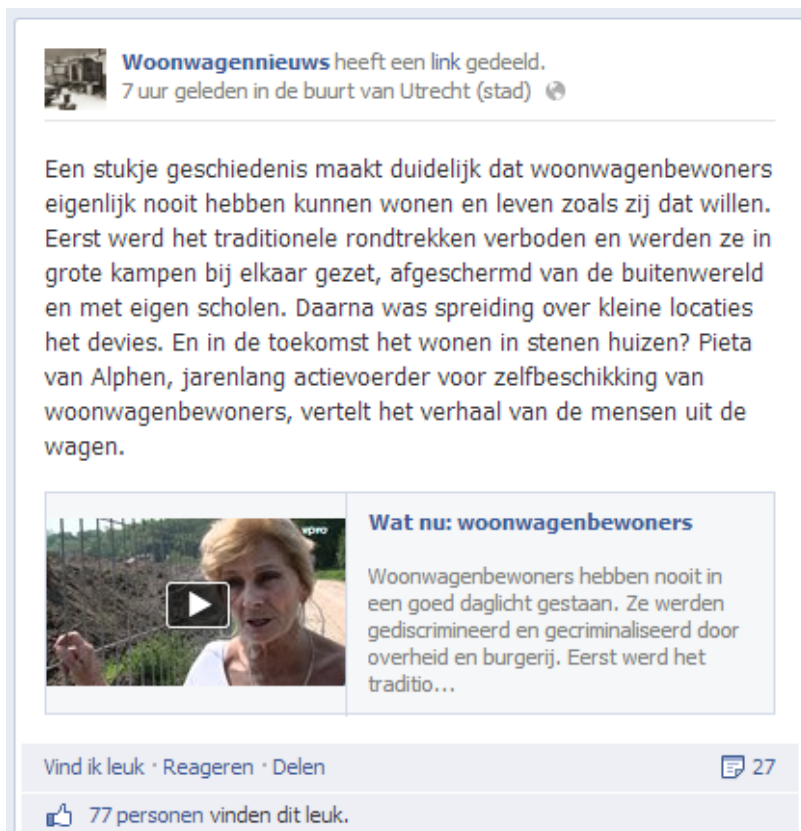 Woonwagennieuws heeft een link gedeeld.
7 uur geleden in de buurt van Utrecht (stad)
Een stukje geschiedenis maakt duidelijk dat woonwagenbewoners
eigenlijk nooit hebben kunnen wonen en leven zoals zij dat willen.
Eerst werd het traditionele rondtrekken verboden en werden ze in
grote kampen bij elkaar gezet, afgeschermd van de buitenwereld
en met eigen scholen. Daarna was spreiding over kleine locaties
het devies. En in de toekomst het wonen in stenen huizen? Pieta
van Alphen, jarenlang actievoerder voor zelfbeschikking van
woonwagenbewoners, vertelt het verhaal van de mensen uit de
wagen.
vpro
Wat nu: woonwagenbewoners
Woonwagenbewoners hebben nooit in
een goed daglicht gestaan. Ze werden
gediscrimineerd en gecriminaliseerd door
overheid en burgerij. Eerst werd het
traditio...
Vind ik leuk · Reageren · Delen 27
77 personen vinden dit leuk.